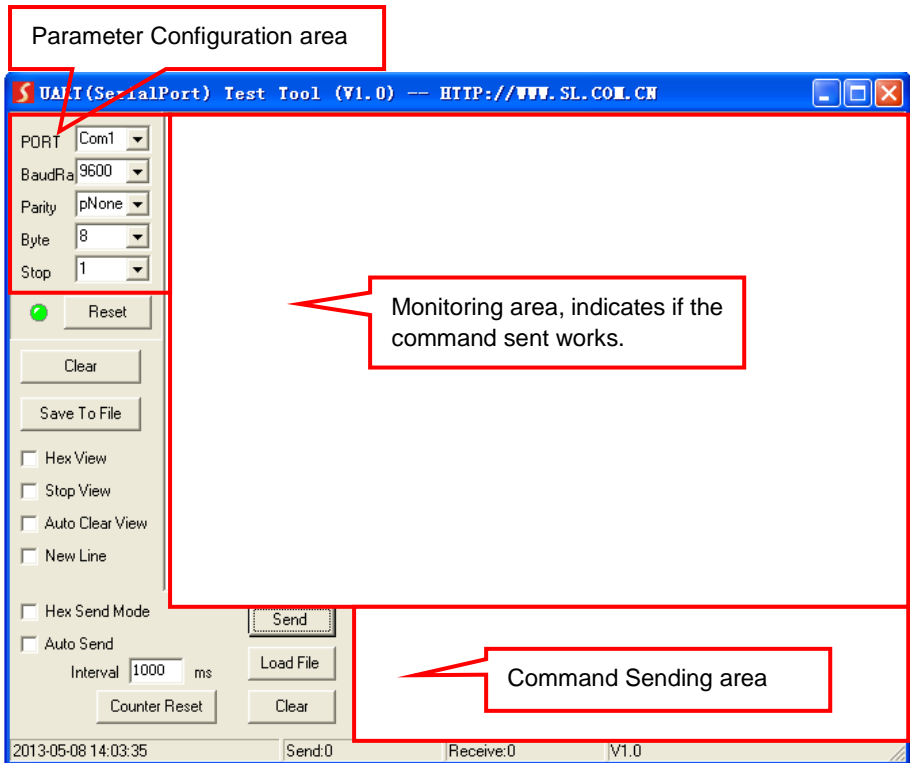 Parameter Configuration area
UART(SerialPort) Test Tool (V1.0) -- HTTP://WWW.SL.COM.CN
PORT Com1
BaudRa 9600
Parity pNone
Byte 8
Stop 1
Reset
Monitoring area, indicates if the
command sent works.
Clear
Save To File
Hex View
Stop View
Auto Clear View
New Line
Hex Send Mode
Send
Auto Send
Interval 1000 ms
Load File
Command Sending area
Counter Reset
Clear
2013-05-08 14:03:35 Send:0 Receive:0 V1.0